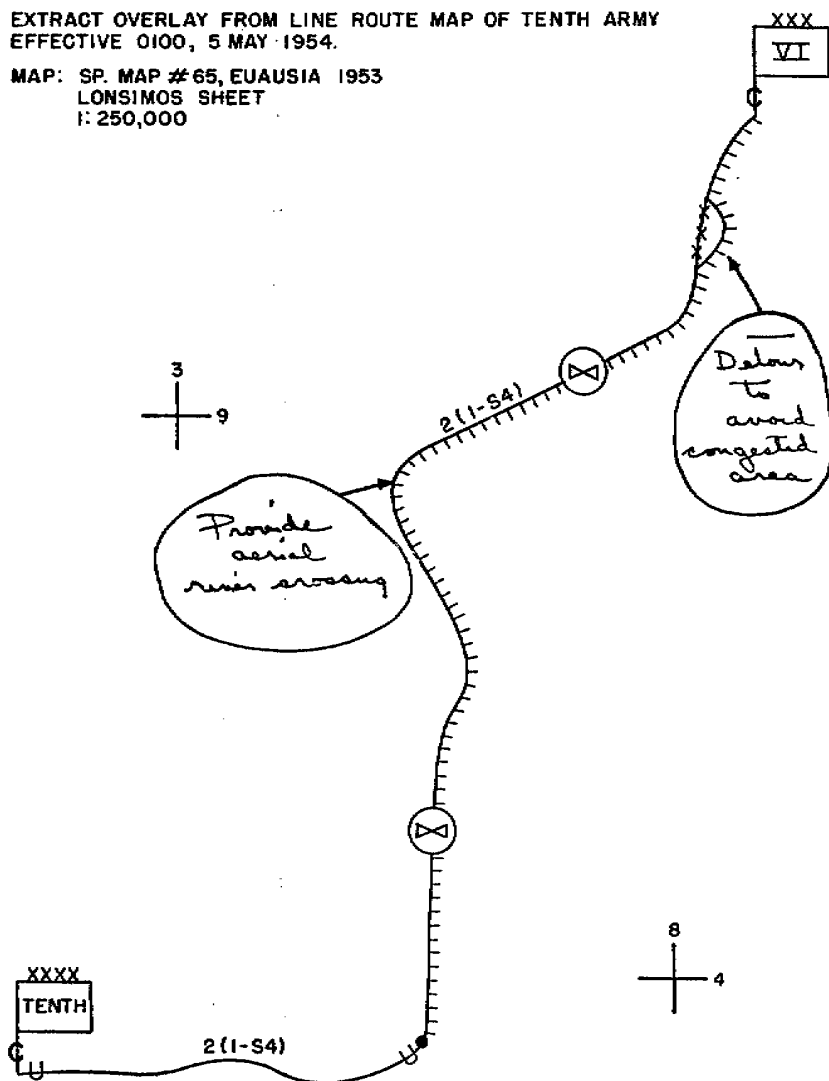 EXTRACT OVERLAY FROM LINE ROUTE MAP OF TENTH ARMY
EFFECTIVE 0100, 5 MAY 1954.
MAP: SP. MAP # 65, EUAUSIA 1953
LONSIMOS SHEET
1: 250,000
XXX
VI
C
Detour
to
avoid
congested
area
3
9
2(1-S4)
Provide
aerial
river crossing
8
4
XXXX
TENTH
C
U
2(1-S4)
U